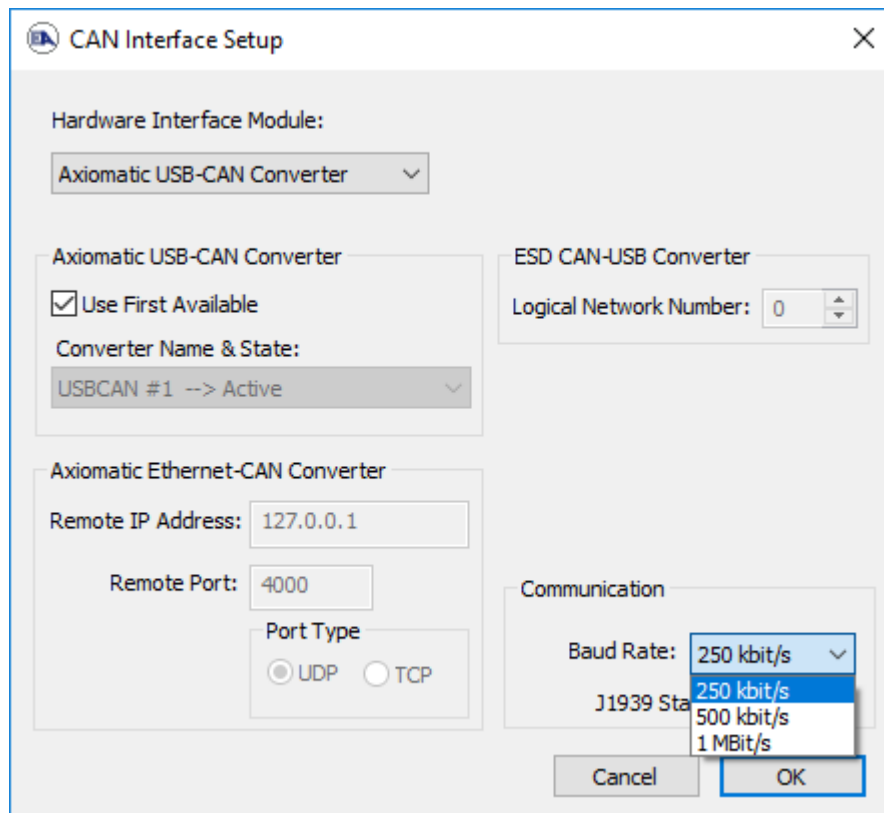 CAN Interface Setup
Hardware Interface Module:
Axiomatic USB-CAN Converter
Axiomatic USB-CAN Converter
Use First Available
Converter Name & State:
USBCAN #1 --> Active
ESD CAN-USB Converter
Logical Network Number: 0
Axiomatic Ethernet-CAN Converter
Remote IP Address: 127.0.0.1
Remote Port: 4000
Port Type
UDP TCP
Communication
Baud Rate: 250 kbit/s
250 kbit/s
J1939 Sta
500 kbit/s
1 MBit/s
Cancel OK